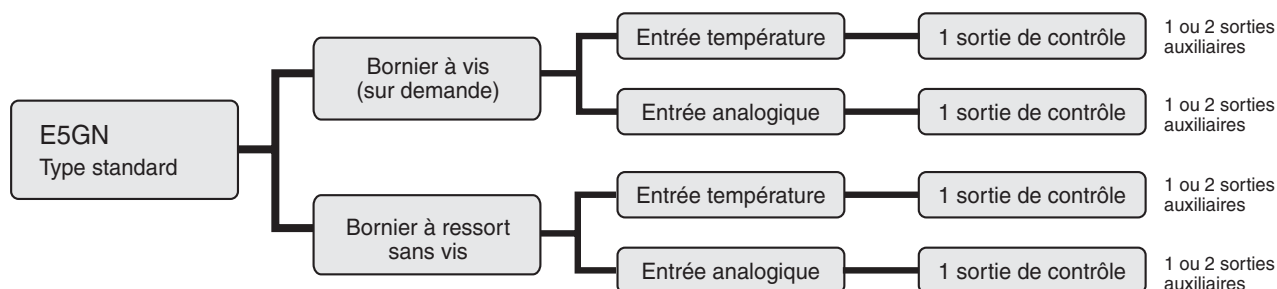 E5GN
Type standard
Bornier à vis
(sur demande)
Entrée température
1 sortie de contrôle
1 ou 2 sorties
auxiliaires
Entrée analogique
1 sortie de contrôle
1 ou 2 sorties
auxiliaires
Bornier à ressort
sans vis
Entrée température
1 sortie de contrôle
1 ou 2 sorties
auxiliaires
Entrée analogique
1 sortie de contrôle
1 ou 2 sorties
auxiliaires